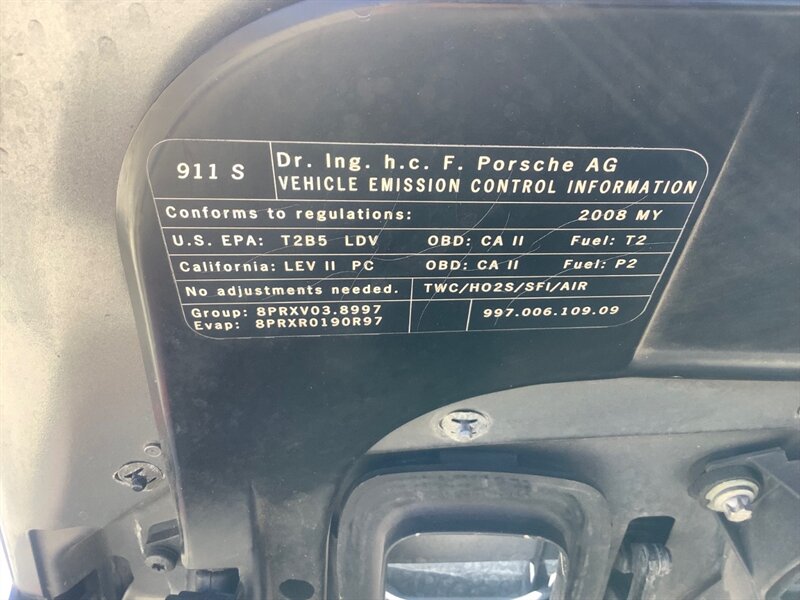 911 S
Dr. Ing. h.c. F. Porsche AG
VEHICLE EMISSION CONTROL INFORMATION
Conforms to regulations: 2008 MY
U.S. EPA: T2B5 LDV OBD: CA II Fuel: T2
California: LEV II PC OBD: CA II Fuel: P2
No adjustments needed. TWC/HO2S/SFI/AIR
Group: 8PRXV03.8997
Evap: 8PRXR0190R97
997.006.109.09